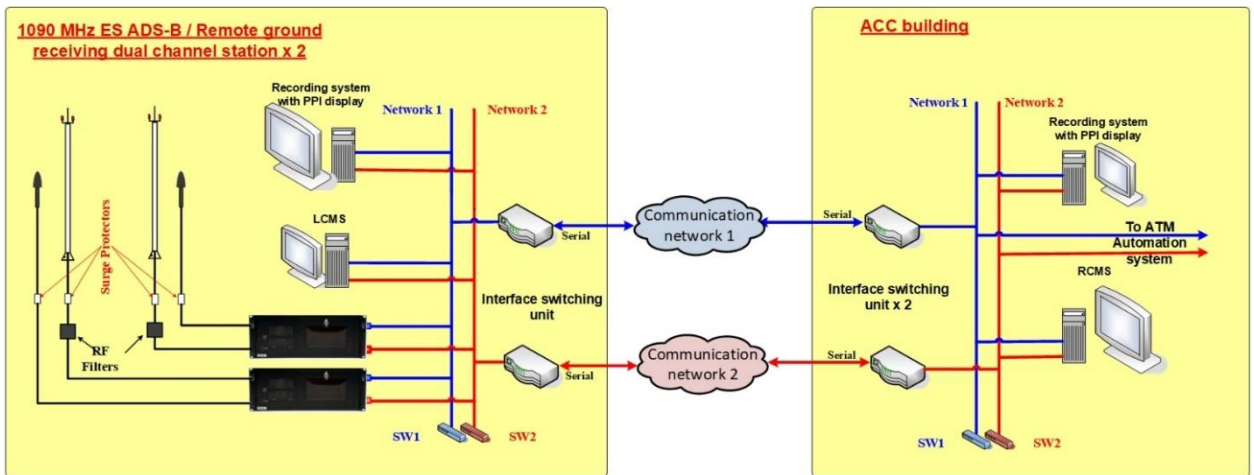 1090 MHz ES ADS-B / Remote ground
receiving dual channel station x 2
Recording system
with PPI display
Network 1
Network 2
LCMS
Serial
Surge Protectors
Interface switching
unit
RF
Filters
Serial
SW1
SW2
Communication
network 1
Communication
network 2
ACC building
Network 1
Network 2
Recording system
with PPI display
Serial
To ATM
Automation
system
RCMS
Interface switching
unit x 2
Serial
SW1
SW2